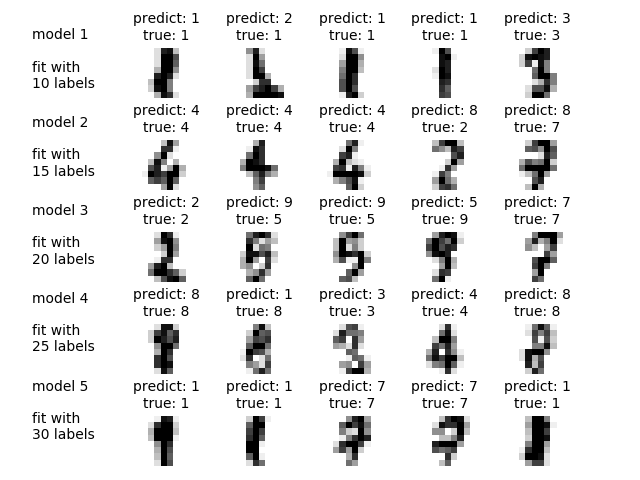 predict: 1 predict: 2 predict: 1 predict: 1 predict: 3
model 1 true: 1 true: 1 true: 1 true: 1 true: 3
fit with
10 labels
predict: 4 predict: 4 predict: 4 predict: 8 predict: 8
model 2 true: 4 true: 4 true: 4 true: 2 true: 7
fit with
15 labels
predict: 2 predict: 9 predict: 9 predict: 5 predict: 7
model 3 true: 2 true: 5 true: 5 true: 9 true: 7
fit with
20 labels
predict: 8 predict: 1 predict: 3 predict: 4 predict: 8
model 4 true: 8 true: 8 true: 3 true: 4 true: 8
fit with
25 labels
predict: 1 predict: 1 predict: 7 predict: 7 predict: 1
model 5 true: 1 true: 1 true: 7 true: 7 true: 1
fit with
30 labels